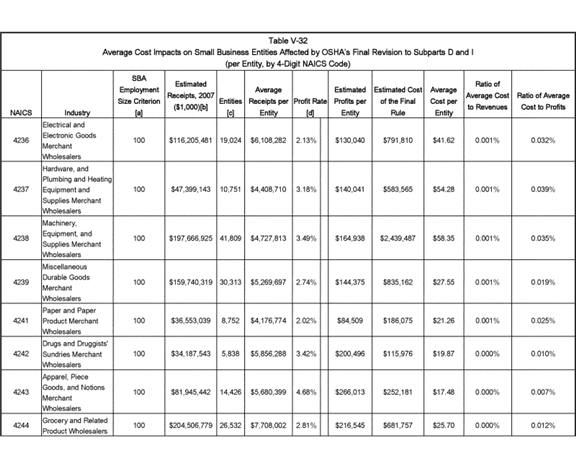 Table V-32
Average Cost Impacts on Small Business Entities Affected by OSHA's Final Revision to Subparts D and I
(per Entity, by 4-Digit NAICS Code)
NAICS Industry SBA Employment Size Criterion [a] Estimated Receipts, 2007 ($1,000)[b] Entities [c] Average Receipts per Entity Profit Rate [d] Estimated Profits per Entity Estimated Cost of the Final Rule Average Cost per Entity Ratio of Average Cost to Revenues Ratio of Average Cost to Profits
4236 Electrical and Electronic Goods Merchant Wholesalers 100 $116,205,481 19,024 $6,108,282 2.13% $130,040 $791,810 $41.62 0.001% 0.032%
4237 Hardware, and Plumbing and Heating Equipment and Supplies Merchant Wholesalers 100 $47,399,143 10,751 $4,408,710 3.18% $140,041 $583,565 $54.28 0.001% 0.039%
4238 Machinery, Equipment, and Supplies Merchant Wholesalers 100 $197,666,925 41,809 $4,727,813 3.49% $164,938 $2,439,487 $58.35 0.001% 0.035%
4239 Miscellaneous Durable Goods Merchant Wholesalers 100 $159,740,319 30,313 $5,269,697 2.74% $144,375 $835,162 $27.55 0.001% 0.019%
4241 Paper and Paper Product Merchant Wholesalers 100 $36,553,039 8,752 $4,176,774 2.02% $84,509 $186,075 $21.26 0.001% 0.025%
4242 Drugs and Druggists' Sundries Merchant Wholesalers 100 $34,187,543 5,838 $5,856,288 3.42% $200,496 $115,976 $19.87 0.000% 0.010%
4243 Apparel, Piece Goods, and Notions Merchant Wholesalers 100 $81,945,442 14,426 $5,680,399 4.68% $266,013 $252,181 $17.48 0.000% 0.007%
4244 Grocery and Related Product Wholesalers 100 $204,506,779 26,532 $7,708,002 2.81% $216,545 $681,757 $25.70 0.000% 0.012%